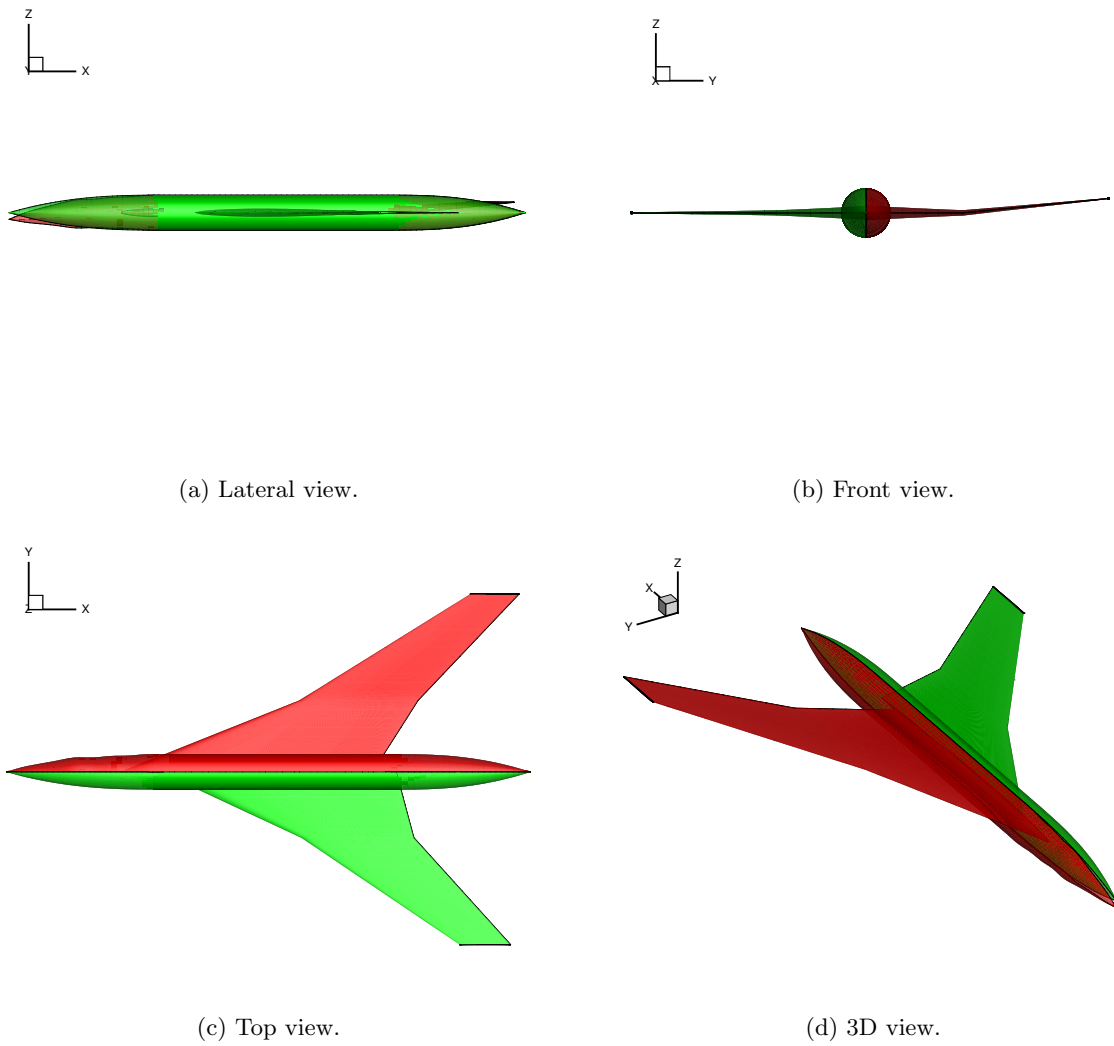 Z
Y X
Z
X Y
(a) Lateral view.
(b) Front view.
Y
Z X
Z
X
Y
(c) Top view.
(d) 3D view.